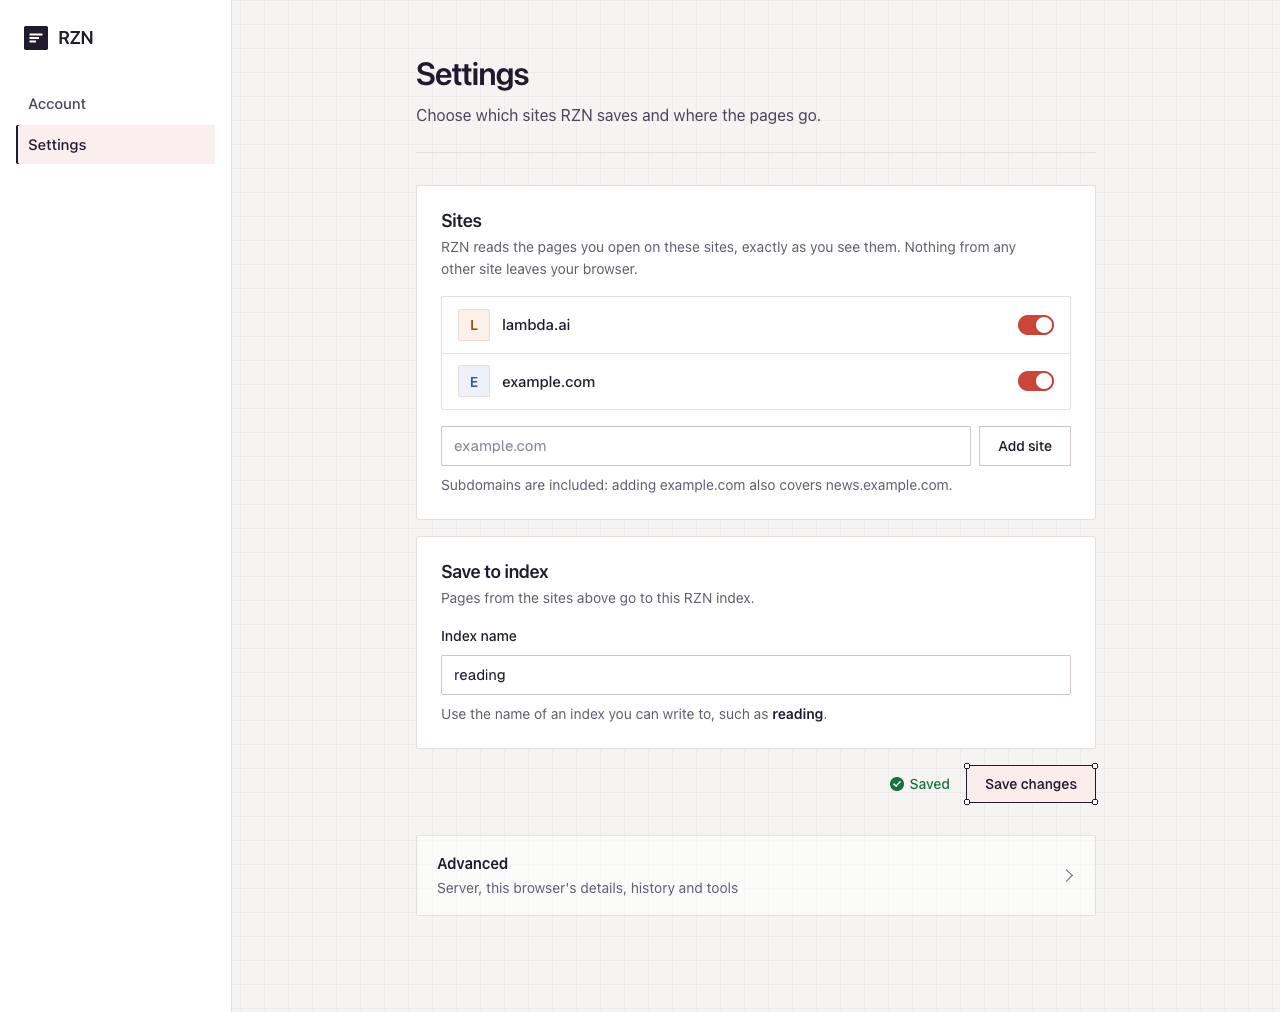 RZN
Account
Settings
Settings
Choose which sites RZN saves and where the pages go.
Sites
RZN reads the pages you open on these sites, exactly as you see them. Nothing from any
other site leaves your browser.
L
lambda.ai
E
example.com
example.com
Add site
Subdomains are included: adding example.com also covers news.example.com.
Save to index
Pages from the sites above go to this RZN index.
Index name
reading
Use the name of an index you can write to, such as reading.
Saved
Save changes
Advanced
Server, this browser's details, history and tools